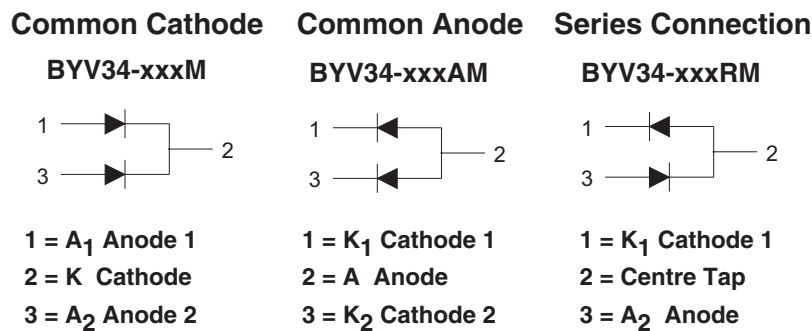 Common Cathode
BYV34-xxxM
1
2
3
1 = A1 Anode 1
2 = K Cathode
3 = A2 Anode 2
Common Anode
BYV34-xxxAM
1
2
3
1 = K1 Cathode 1
2 = A Anode
3 = K2 Cathode 2
Series Connection
BYV34-xxxRM
1
2
3
1 = K1 Cathode 1
2 = Centre Tap
3 = A2 Anode